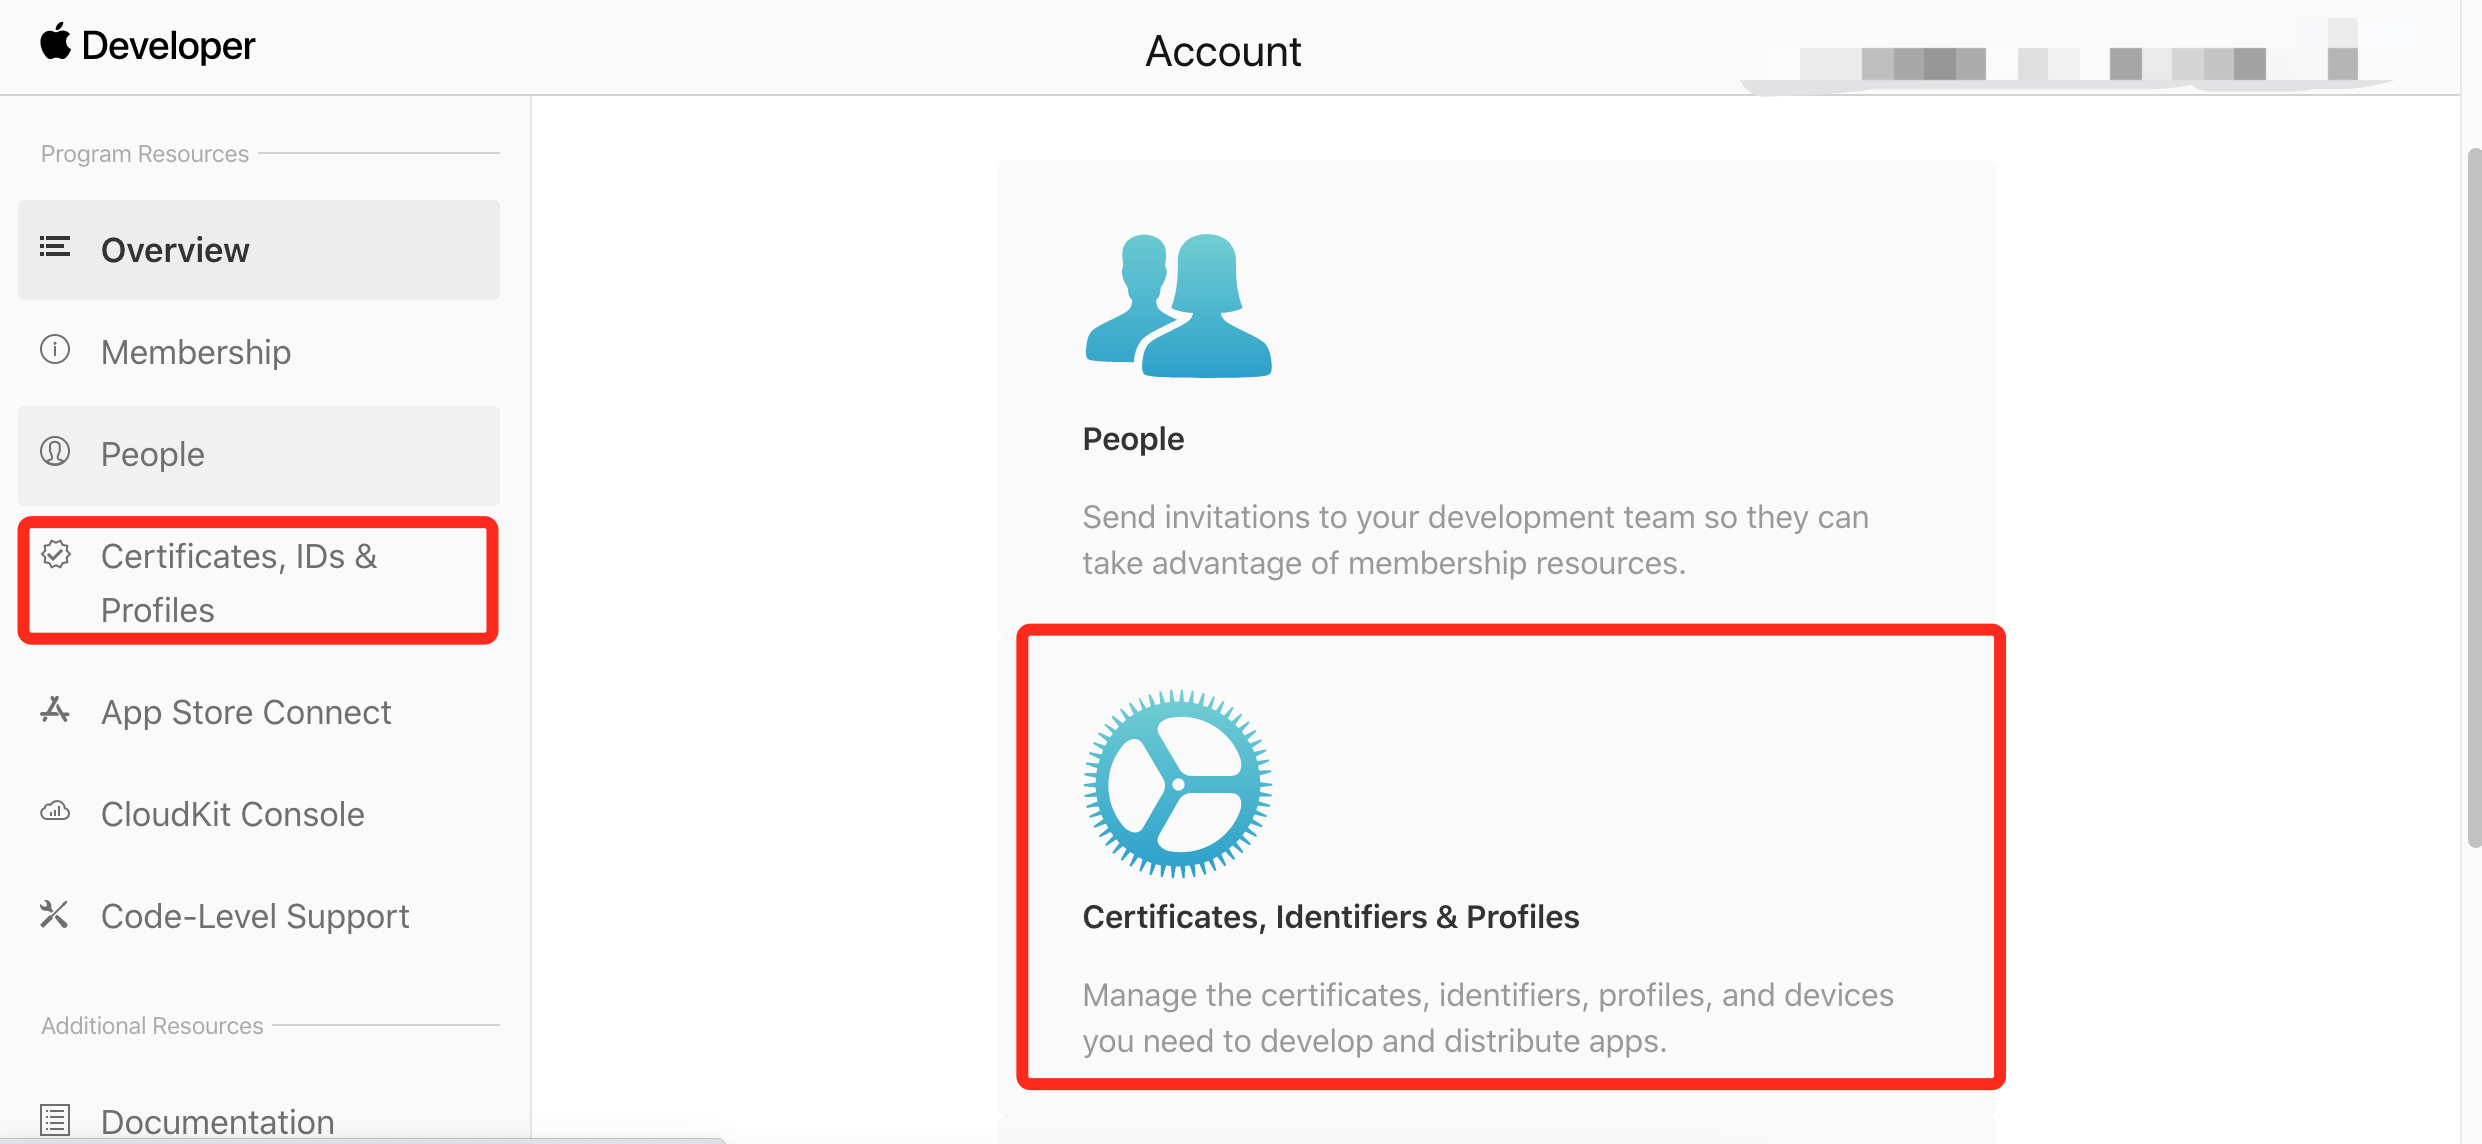 Developer
Account
Program Resources
Overview
Membership
People
Certificates, IDs &
Profiles
App Store Connect
CloudKit Console
Code-Level Support
Additional Resources
Documentation
People
Send invitations to your development team so they can
take advantage of membership resources.
Certificates, Identifiers & Profiles
Manage the certificates, identifiers, profiles, and devices
you need to develop and distribute apps.